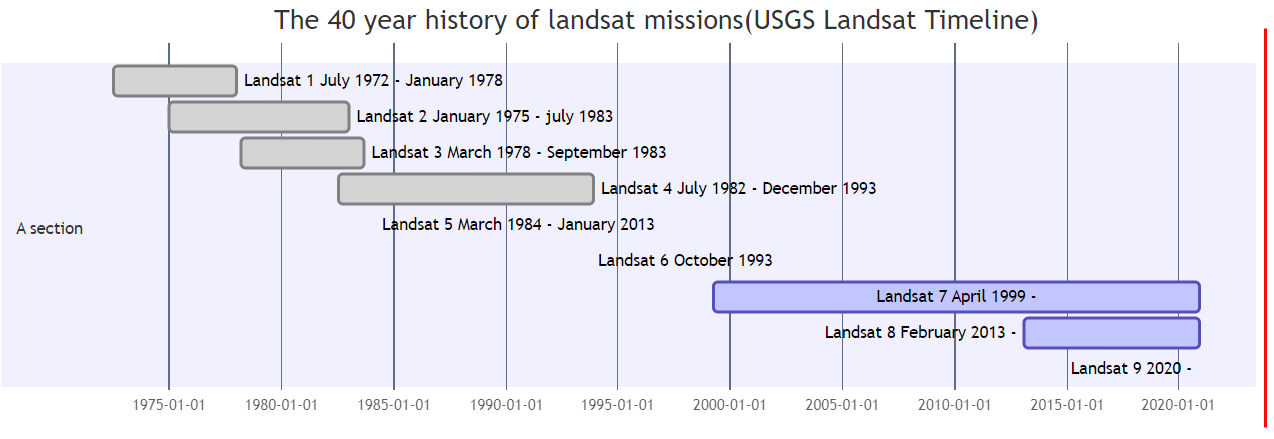 The 40 year history of landsat missions(USGS Landsat Timeline)
Landsat 1 July 1972 - January 1978
Landsat 2 January 1975 - july 1983
Landsat 3 March 1978 - September 1983
Landsat 4 July 1982 - December 1993
Landsat 5 March 1984 - January 2013
A section
Landsat 6 October 1993
Landsat 7 April 1999 -
Landsat 8 February 2013 -
Landsat 9 2020 -
1975-01-01 1980-01-01 1985-01-01 1990-01-01 1995-01-01 2000-01-01 2005-01-01 2010-01-01 2015-01-01 2020-01-01